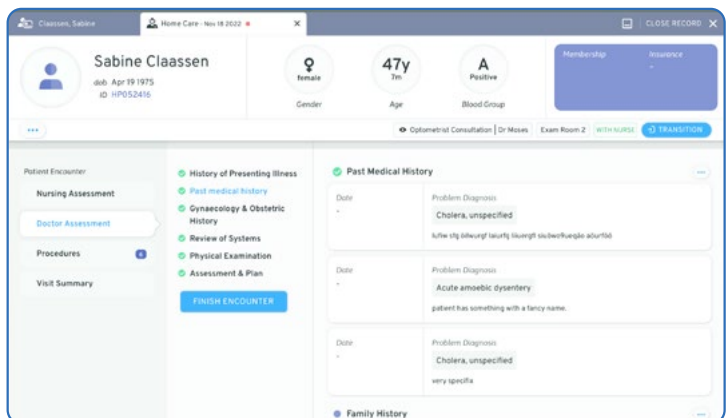 Claassen, Sabine
Home Care - Nov 18 2022
CLOSE RECORD
Sabine Claassen
dob Apr 19 1975
ID HP052416
female
Gender
47y
7m
Age
A
Positive
Blood Group
Membership
-
Insurance
-
Optometrist Consultation | Dr Moses
Exam Room 2
WITH NURSE
TRANSITION
Patient Encounter
Nursing Assessment
Doctor Assessment
Procedures
6
Visit Summary
History of Presenting Illness
Past medical history
Gynaecology & Obstetric
History
Review of Systems
Physical Examination
Assessment & Plan
FINISH ENCOUNTER
Past Medical History
Date
-
Problem Diagnosis
Cholera, unspecified
Date
-
Problem Diagnosis
Acute amoebic dysentery
patient has something with a fancy name.
Date
-
Problem Diagnosis
Cholera, unspecified
very specifia
Family History